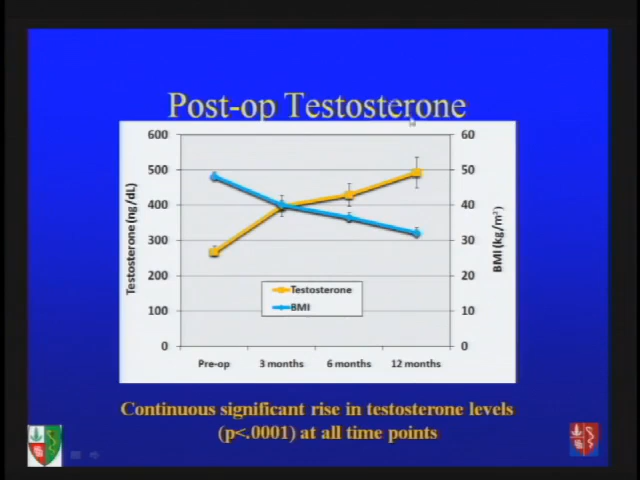 Post-op Testosterone
600
500
400
300
200
100
0
Testosterone (ng/dL)
60
50
40
30
20
10
0
BMI (kg/m²)
Testosterone
BMI
Pre-op 3 months 6 months 12 months
Continuous significant rise in testosterone levels
(p<.0001) at all time points